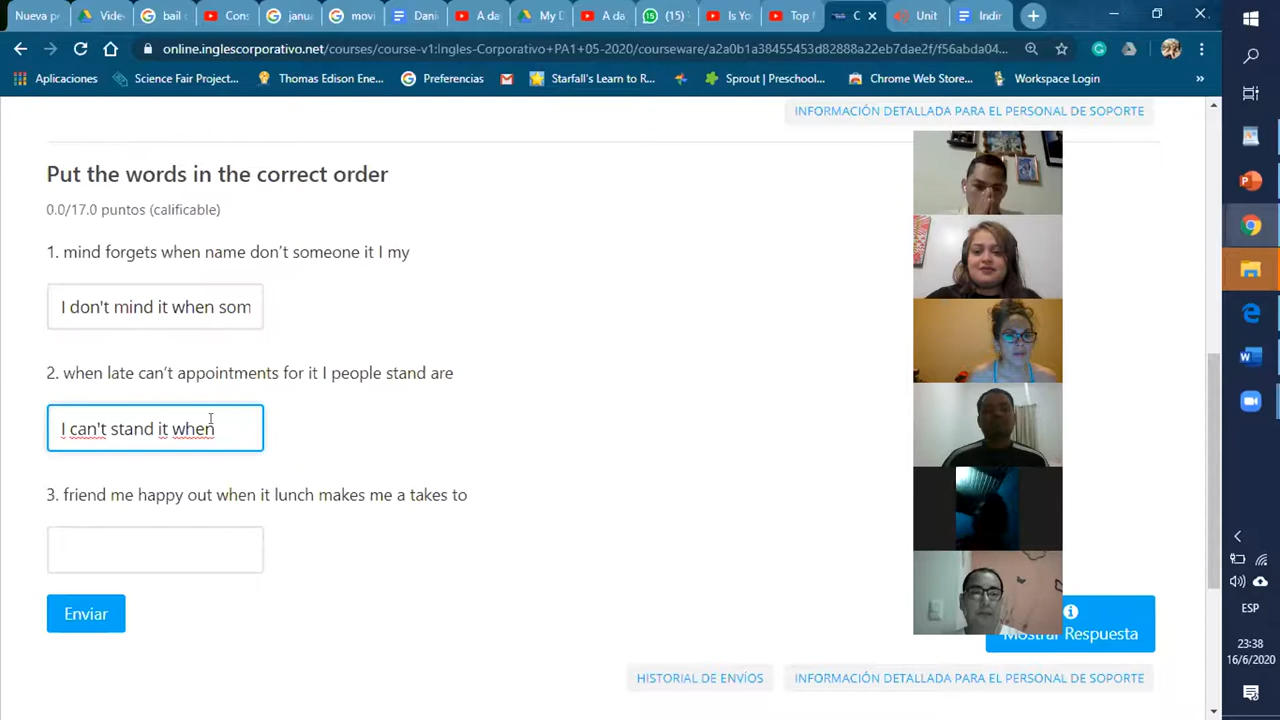 Nueva pe
Vide
bail c
Cons
janua
movi
Dani
A da
My D
A da
(15)
Is Yo
Top f
C
Unit
Indir
online.inglescorporativo.net/courses/course-v1:Ingles-Corporativo+PA1+05-2020/courseware/a2a0b1a38455453d82888a22eb7dae2f/f56abda04...
Aplicaciones
Science Fair Project...
Thomas Edison Ene...
Preferencias
Starfall's Learn to R...
Sprout | Preschool...
Chrome Web Store...
Workspace Login
»
INFORMACIÓN DETALLADA PARA EL PERSONAL DE SOPORTE
Put the words in the correct order
0.0/17.0 puntos (calificable)
1. mind forgets when name don't someone it I my
I don't mind it when som
2. when late can't appointments for it I people stand are
I can't stand it when
3. friend me happy out when it lunch makes me a takes to
Enviar
Mostrar Respuesta
HISTORIAL DE ENVÍOS
INFORMACIÓN DETALLADA PARA EL PERSONAL DE SOPORTE
ESP
23:38
16/6/2020